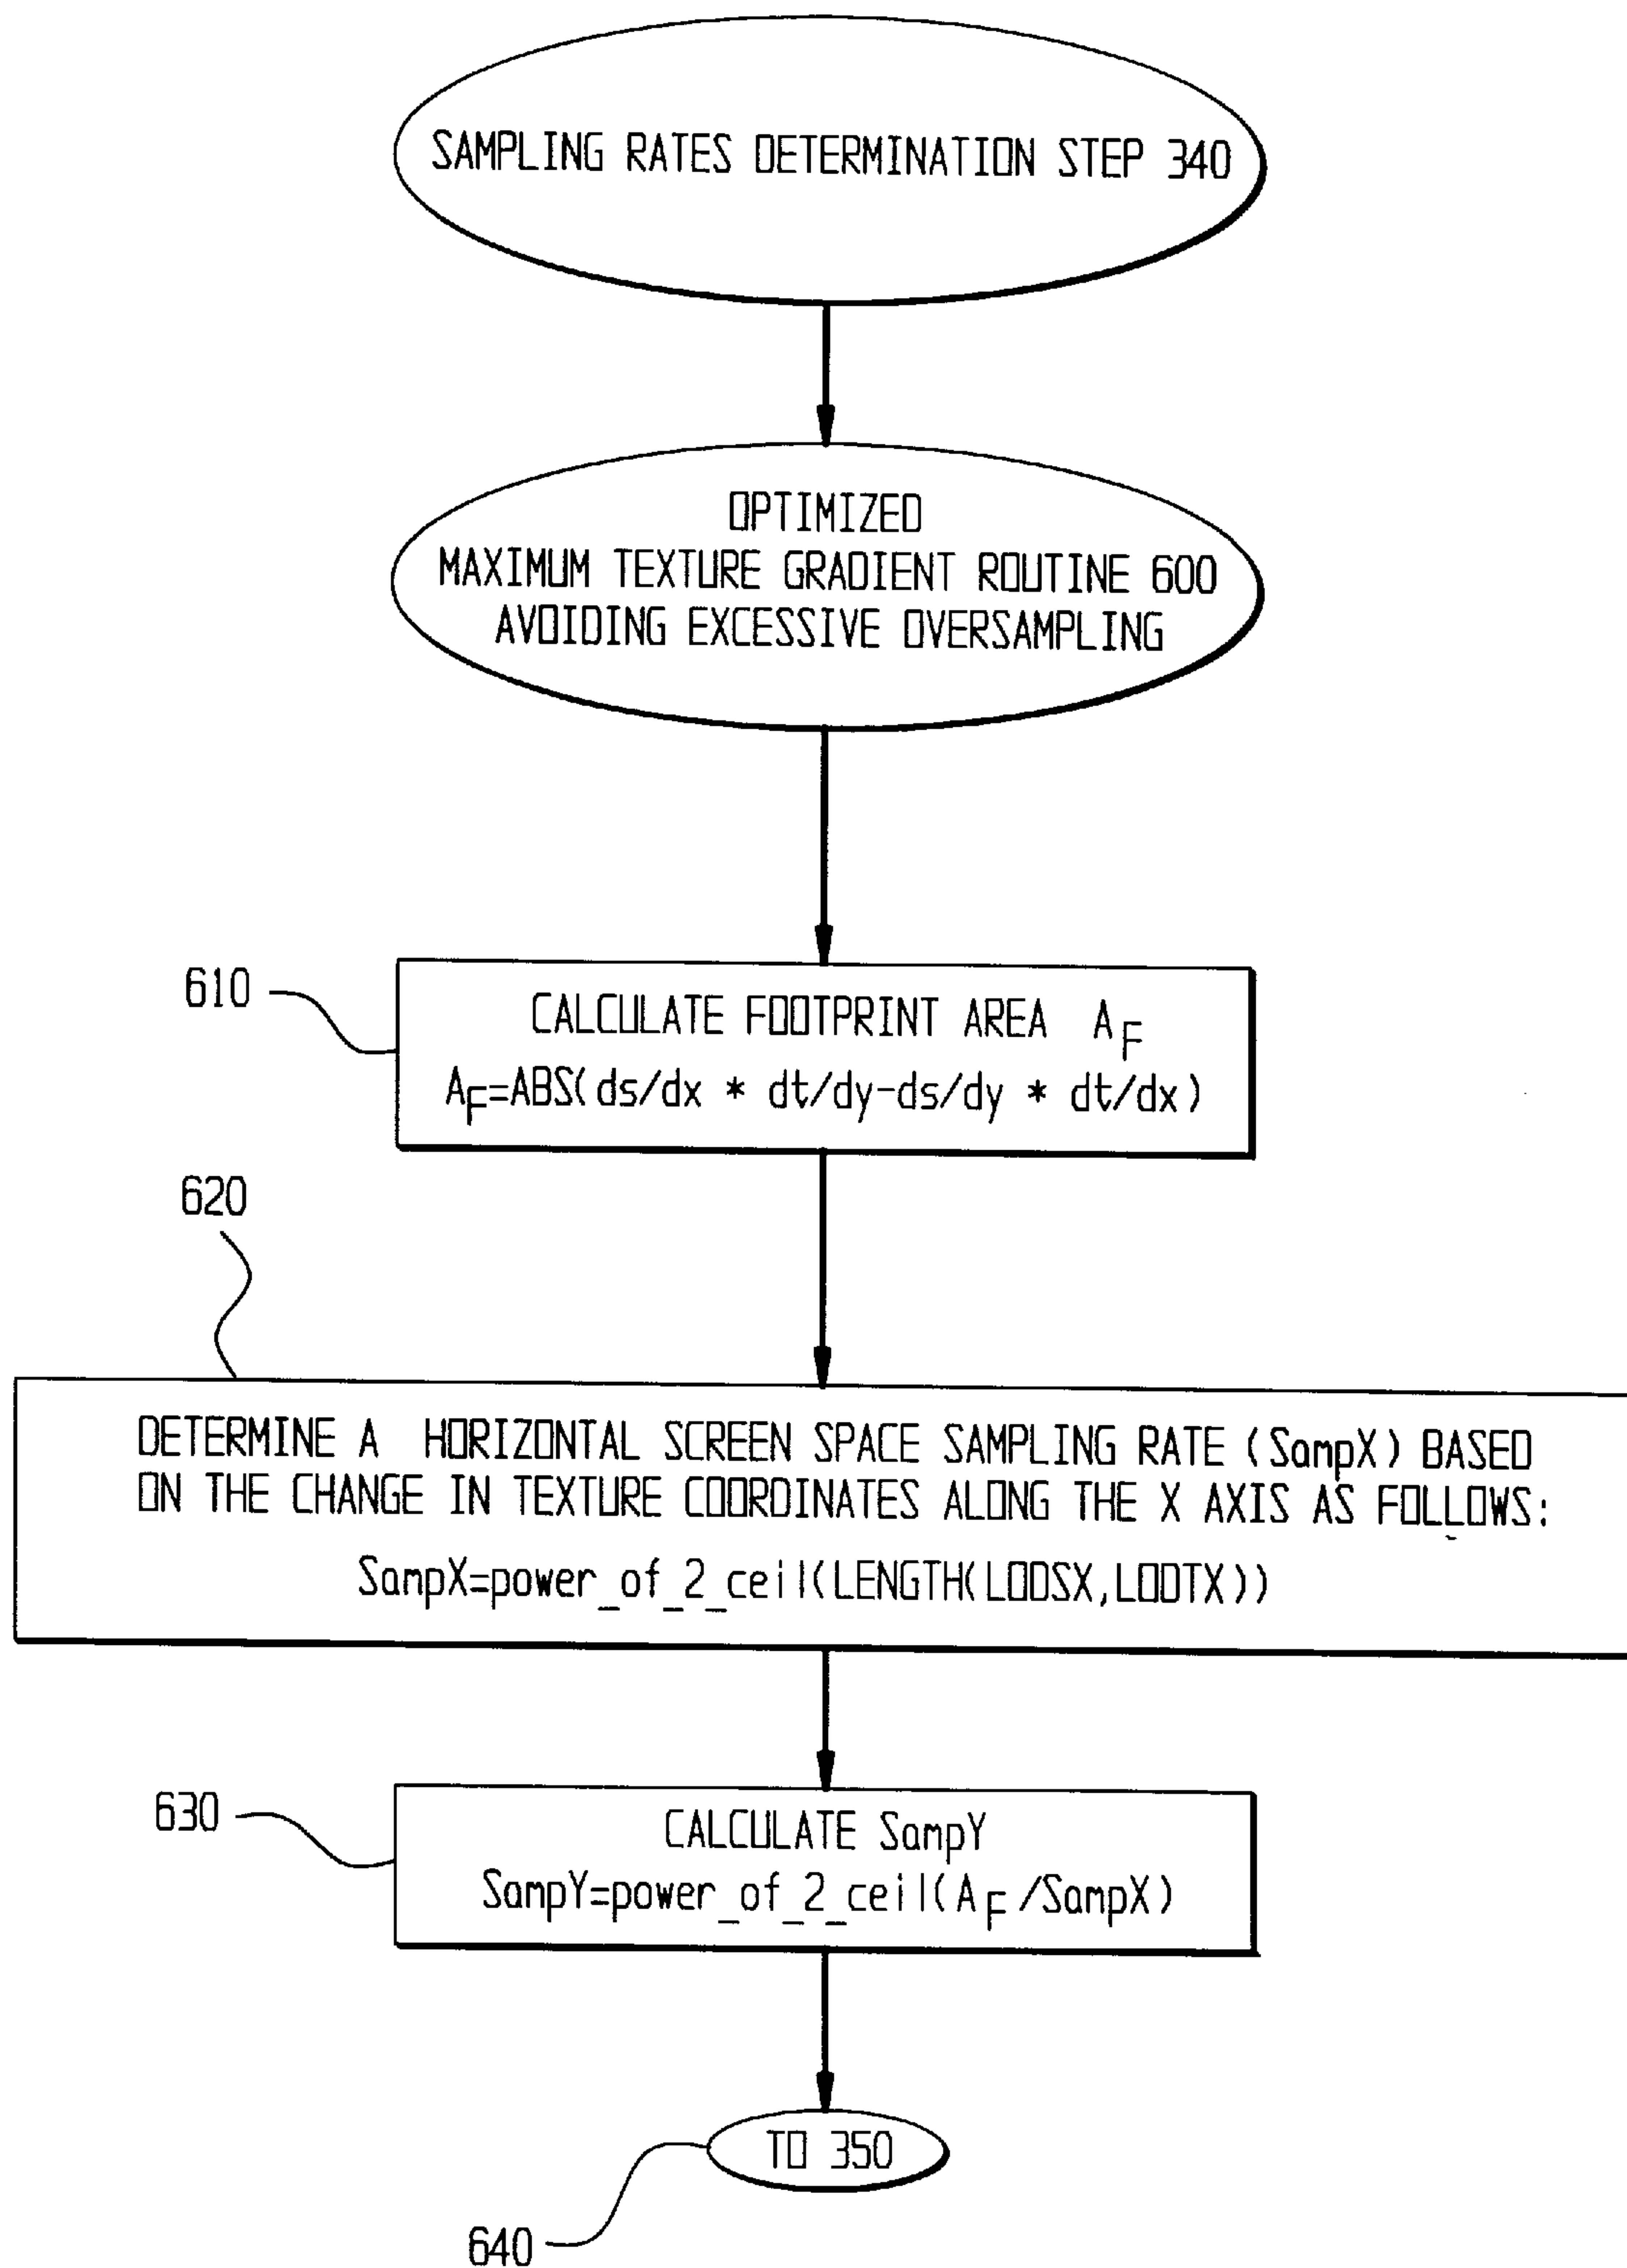 SAMPLING RATES DETERMINATION STEP 340
OPTIMIZED
MAXIMUM TEXTURE GRADIENT ROUTINE 600
AVOIDING EXCESSIVE OVERSAMPLING
610
CALCULATE FOOTPRINT AREA A_F
A_F=ABS(ds/dx * dt/dy-ds/dy * dt/dx)
620
DETERMINE A HORIZONTAL SCREEN SPACE SAMPLING RATE (SampX) BASED
ON THE CHANGE IN TEXTURE COORDINATES ALONG THE X AXIS AS FOLLOWS:
SampX=power_of_2_ceil(LENGTH(LODSX,LODTX))
630
CALCULATE SampY
SampY=power_of_2_ceil(A_F/SampX)
TO 350
640